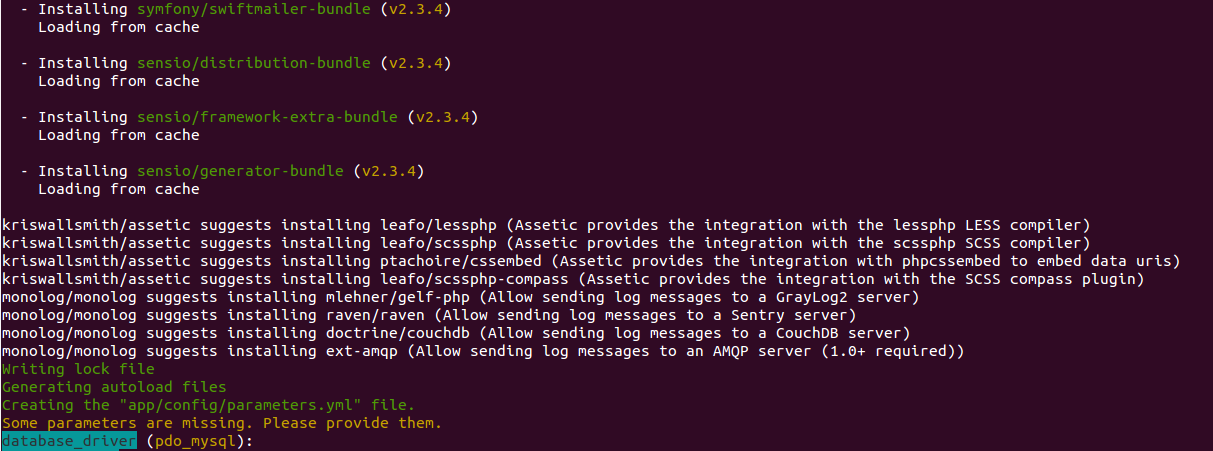 - Installing symfony/swiftmailer-bundle (v2.3.4)
Loading from cache
- Installing sensio/distribution-bundle (v2.3.4)
Loading from cache
- Installing sensio/framework-extra-bundle (v2.3.4)
Loading from cache
- Installing sensio/generator-bundle (v2.3.4)
Loading from cache
kriswallsmith/assetic suggests installing leafo/lessphp (Assetic provides the integration with the lessphp LESS compiler)
kriswallsmith/assetic suggests installing leafo/scssphp (Assetic provides the integration with the scssphp SCSS compiler)
kriswallsmith/assetic suggests installing ptachoire/cssembed (Assetic provides the integration with phpcssembed to embed data uris)
kriswallsmith/assetic suggests installing leafo/scssphp-compass (Assetic provides the integration with the SCSS compass plugin)
monolog/monolog suggests installing mlehner/gelf-php (Allow sending log messages to a GrayLog2 server)
monolog/monolog suggests installing raven/raven (Allow sending log messages to a Sentry server)
monolog/monolog suggests installing doctrine/couchdb (Allow sending log messages to a CouchDB server)
monolog/monolog suggests installing ext-amqp (Allow sending log messages to an AMQP server (1.0+ required))
Writing lock file
Generating autoload files
Creating the "app/config/parameters.yml" file.
Some parameters are missing. Please provide them.
database_driver (pdo_mysql):